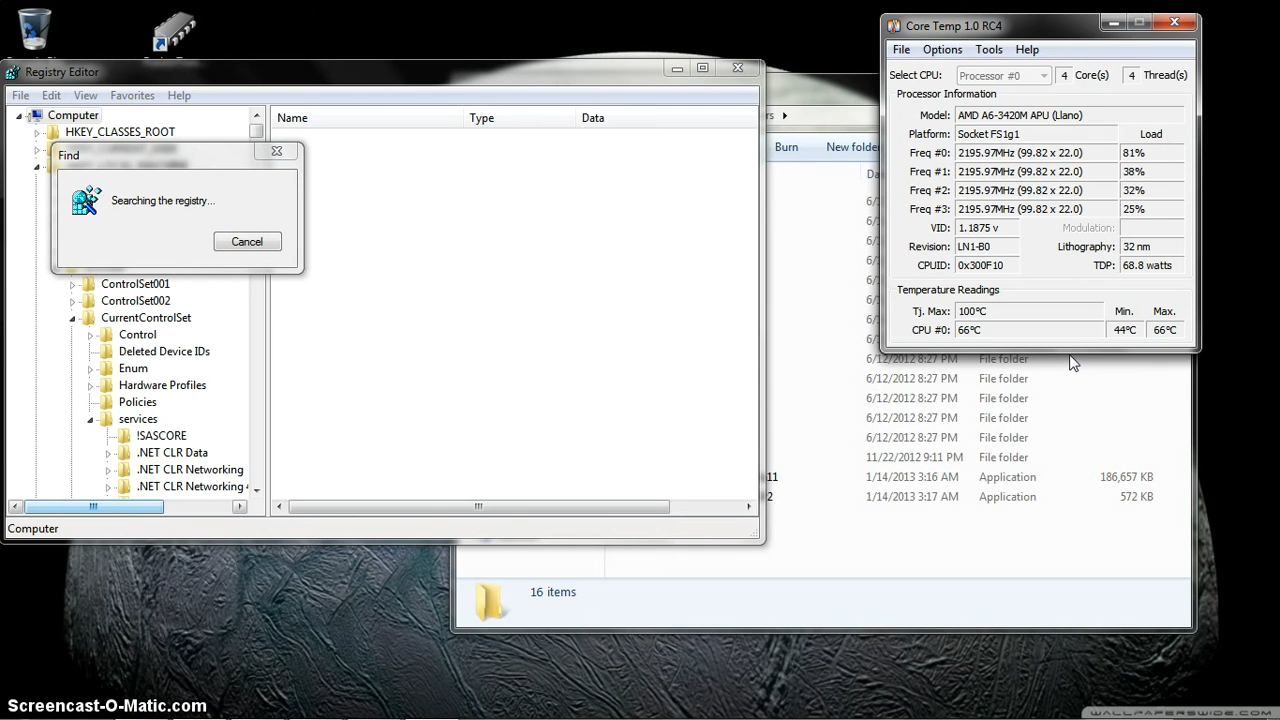 Registry Editor
File Edit View Favorites Help
Computer
HKEY_CLASSES_ROOT
Find
Searching the registry...
Cancel
ControlSet001
ControlSet002
CurrentControlSet
Control
Deleted Device IDs
Enum
Hardware Profiles
Policies
services
!SASCORE
.NET CLR Data
.NET CLR Networking
.NET CLR Networking
Name Type Data
Computer
Burn New folder
6/12/2012 8:27 PM File folder
6/12/2012 8:27 PM File folder
6/12/2012 8:27 PM File folder
6/12/2012 8:27 PM File folder
6/12/2012 8:27 PM File folder
11/22/2012 9:11 PM File folder
11 1/14/2013 3:16 AM Application 186,657 KB
2 1/14/2013 3:17 AM Application 572 KB
16 items
Core Temp 1.0 RC4
File Options Tools Help
Select CPU: Processor #0 4 Core(s) 4 Thread(s)
Processor Information
Model: AMD A6-3420M APU (Llano)
Platform: Socket FS1g1 Load
Freq #0: 2195.97MHz (99.82 x 22.0) 81%
Freq #1: 2195.97MHz (99.82 x 22.0) 38%
Freq #2: 2195.97MHz (99.82 x 22.0) 32%
Freq #3: 2195.97MHz (99.82 x 22.0) 25%
VID: 1.1875 v Modulation:
Revision: LN1-B0 Lithography: 32 nm
CPUID: 0x300F10 TDP: 68.8 watts
Temperature Readings
Tj. Max: 100°C Min. Max.
CPU #0: 66°C 44°C 66°C
Screencast-O-Matic.com
WALLPAPERSWIDE.COM